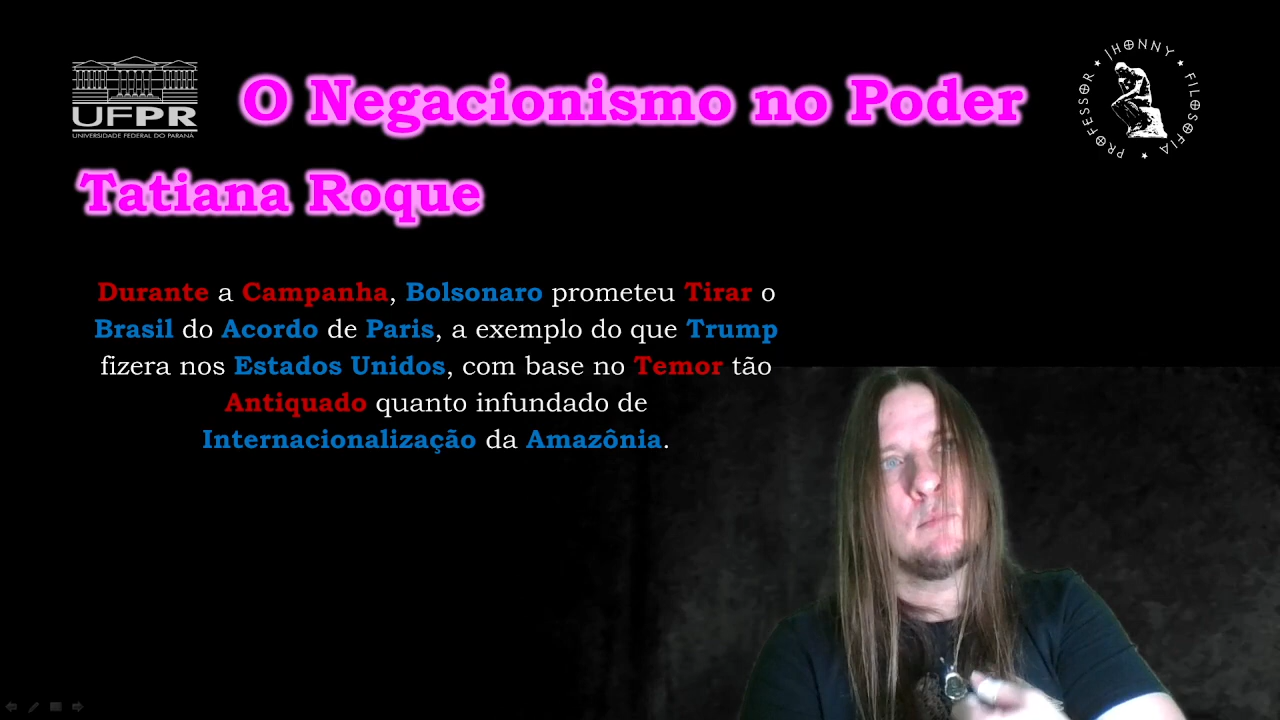 UFPR
UNIVERSIDADE FEDERAL DO PARANÁ
O Negacionismo no Poder
PROFESSOR ★ JHONNY ★ FILOSOFIA ★
Tatiana Roque
Durante a Campanha, Bolsonaro prometeu Tirar o
Brasil do Acordo de Paris, a exemplo do que Trump
fizera nos Estados Unidos, com base no Temor tão
Antiquado quanto infundado de
Internacionalização da Amazônia.